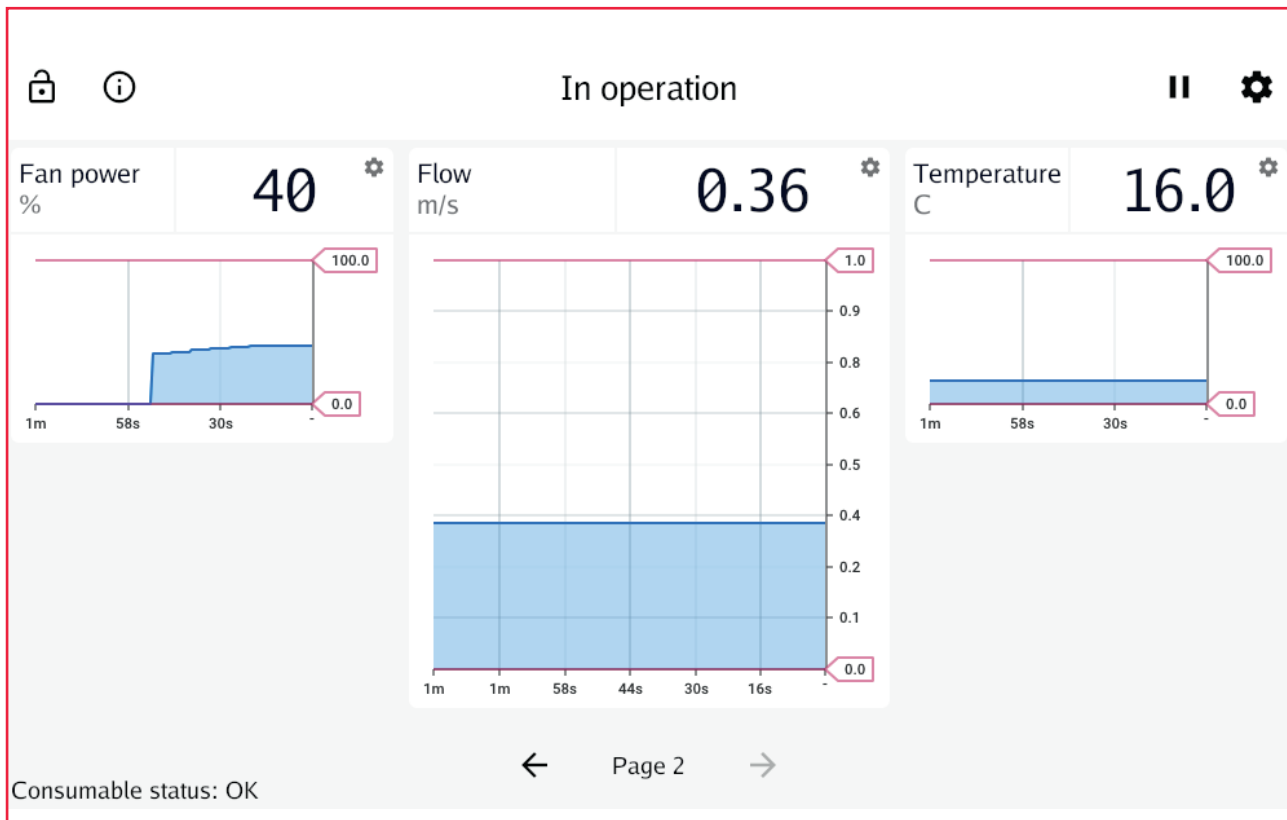 In operation
Fan power
%
40
100.0
0.0
1m 58s 30s -
Flow
m/s
0.36
1.0
0.9
0.8
0.6
0.5
0.4
0.2
0.1
0.0
1m 1m 58s 44s 30s 16s -
Temperature
C
16.0
100.0
0.0
1m 58s 30s -
Page 2
Consumable status: OK